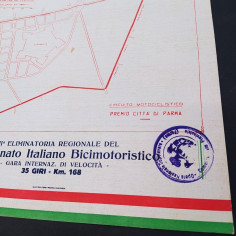 CIRCUITO MOTOCICLISTICO
PREMIO CITTÀ DI PARMA
ELIMINATORIA REGIONALE DEL
nato Italiano Bicimotoristico
- GARA INTERNAZ. DI VELOCITÀ -
35 GIRI - Km. 168